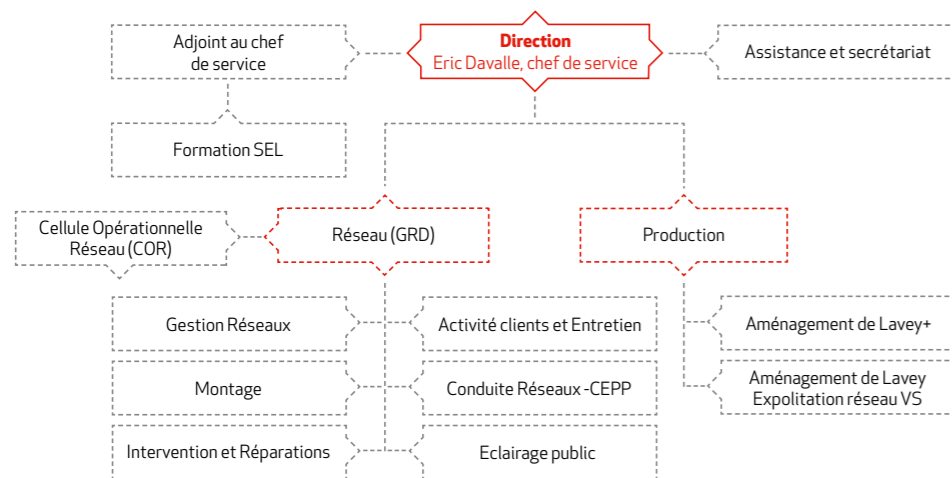 Adjoint au chef
de service
Direction
Eric Davalle, chef de service
Assistance et secrétariat
Formation SEL
Cellule Opérationnelle
Réseau (COR)
Réseau (GRD)
Production
Gestion Réseaux
Activité clients et Entretien
Aménagement de Lavey+
Montage
Conduite Réseaux -CEPP
Aménagement de Lavey
Expolitation réseau VS
Intervention et Réparations
Eclairage public